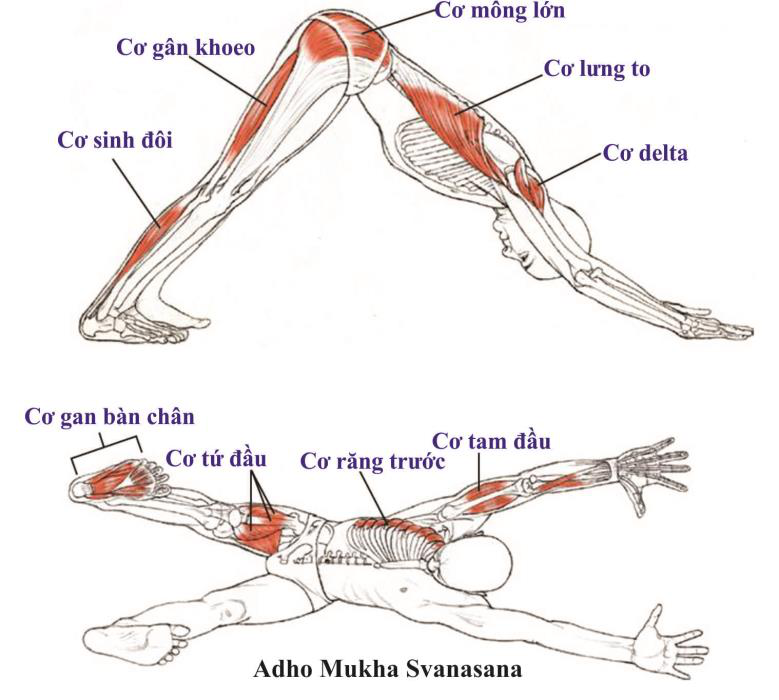 Cơ mông lớn
Cơ gân khoeo
Cơ lưng to
Cơ sinh đôi
Cơ delta
Cơ gan bàn chân
Cơ tứ đầu
Cơ răng trước
Cơ tam đầu
Adho Mukha Svanasana